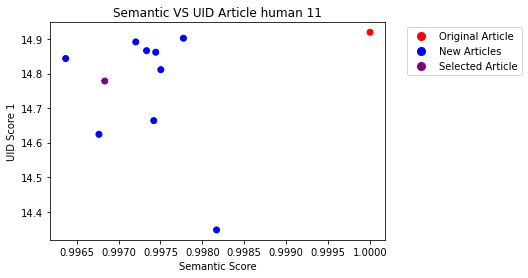 Semantic VS UID Article human 11
Original Article
New Articles
Selected Article
UID Score 1
14.9
14.8
14.7
14.6
14.5
14.4
0.9965 0.9970 0.9975 0.9980 0.9985 0.9990 0.9995 1.0000
Semantic Score